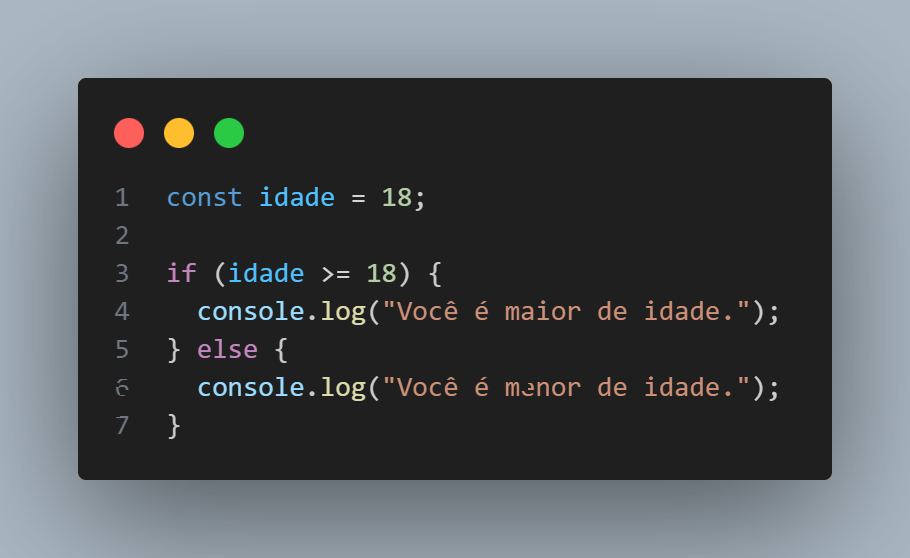 1 const idade = 18;
2
3 if (idade >= 18) {
4 console.log("Você é maior de idade.");
5 } else {
6 console.log("Você é menor de idade.");
7 }